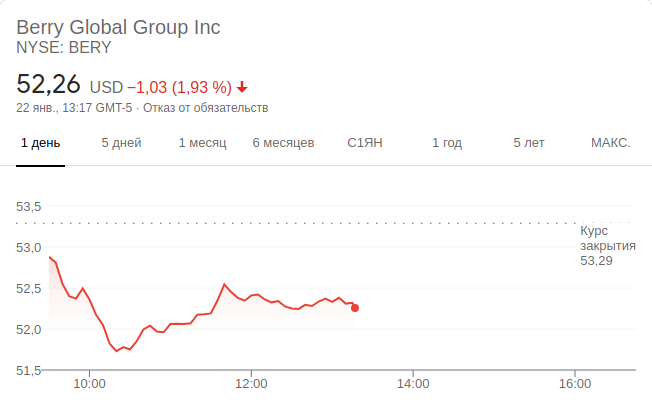 Berry Global Group Inc
NYSE: BERY
52,26 USD −1,03 (1,93 %)
22 янв., 13:17 GMT-5 · Отказ от обязательств
1 день 5 дней 1 месяц 6 месяцев С1ЯН 1 год 5 лет МАКС.
53,5
Курс
закрытия
53,29
53,0
52,5
52,0
51,5
10:00 12:00 14:00 16:00